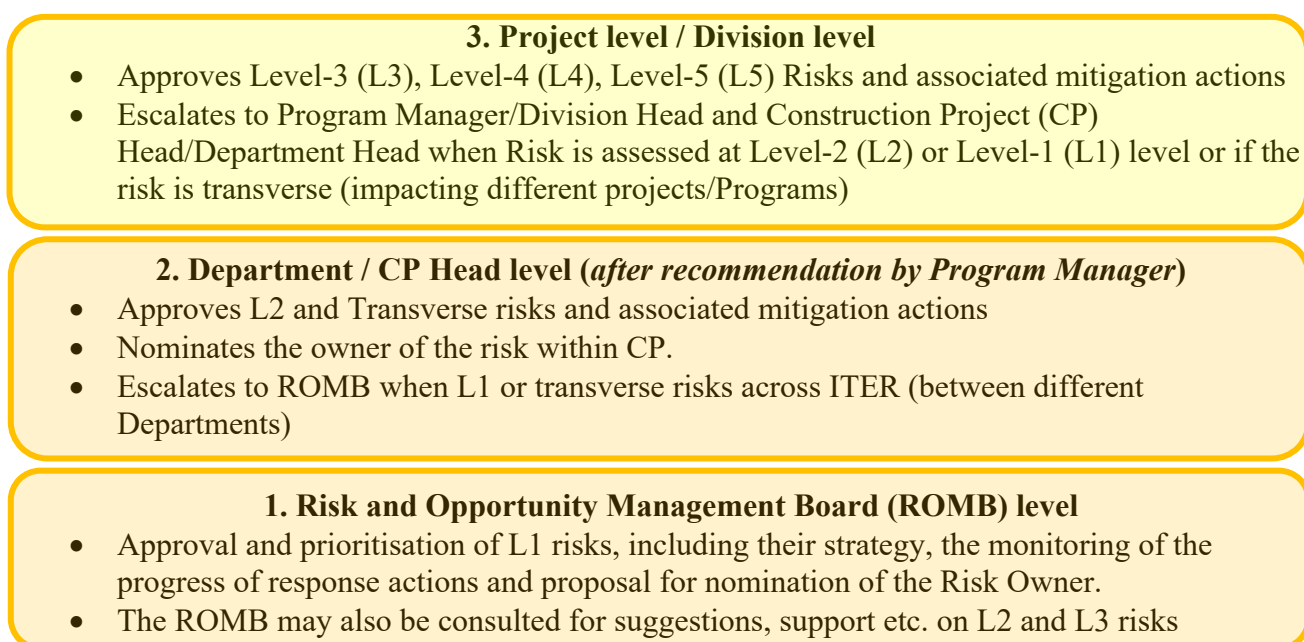 3. Project level / Division level
• Approves Level-3 (L3), Level-4 (L4), Level-5 (L5) Risks and associated mitigation actions
• Escalates to Program Manager/Division Head and Construction Project (CP)
Head/Department Head when Risk is assessed at Level-2 (L2) or Level-1 (L1) level or if the
risk is transverse (impacting different projects/Programs)
2. Department / CP Head level (after recommendation by Program Manager)
• Approves L2 and Transverse risks and associated mitigation actions
• Nominates the owner of the risk within CP.
• Escalates to ROMB when L1 or transverse risks across ITER (between different
Departments)
1. Risk and Opportunity Management Board (ROMB) level
• Approval and prioritisation of L1 risks, including their strategy, the monitoring of the
progress of response actions and proposal for nomination of the Risk Owner.
• The ROMB may also be consulted for suggestions, support etc. on L2 and L3 risks